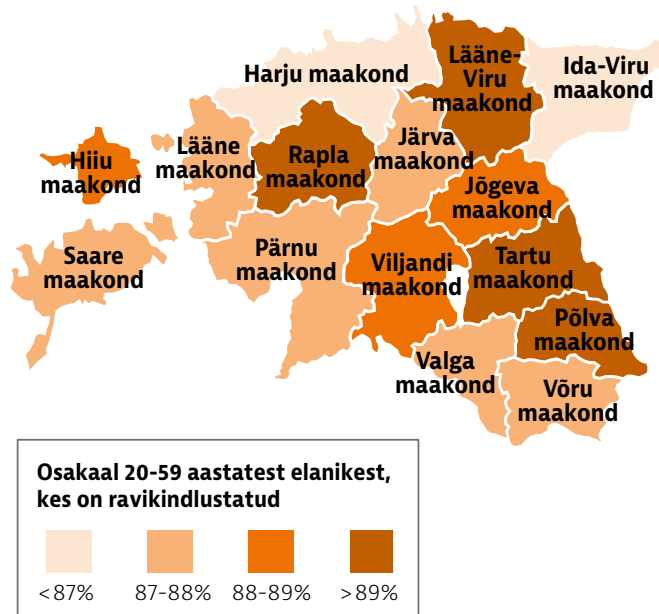 Harju maakond
Lääne-
Viru
maakond
Ida-Viru
maakond
Hiiu
maakond
Lääne
maakond
Rapla
maakond
Järva
maakond
Jõgeva
maakond
Saare
maakond
Pärnu
maakond
Viljandi
maakond
Tartu
maakond
Põlva
maakond
Valga
maakond
Võru
maakond
Osakaal 20-59 aastatest elanikest,
kes on ravikindlustatud
<87% 87-88% 88-89% >89%